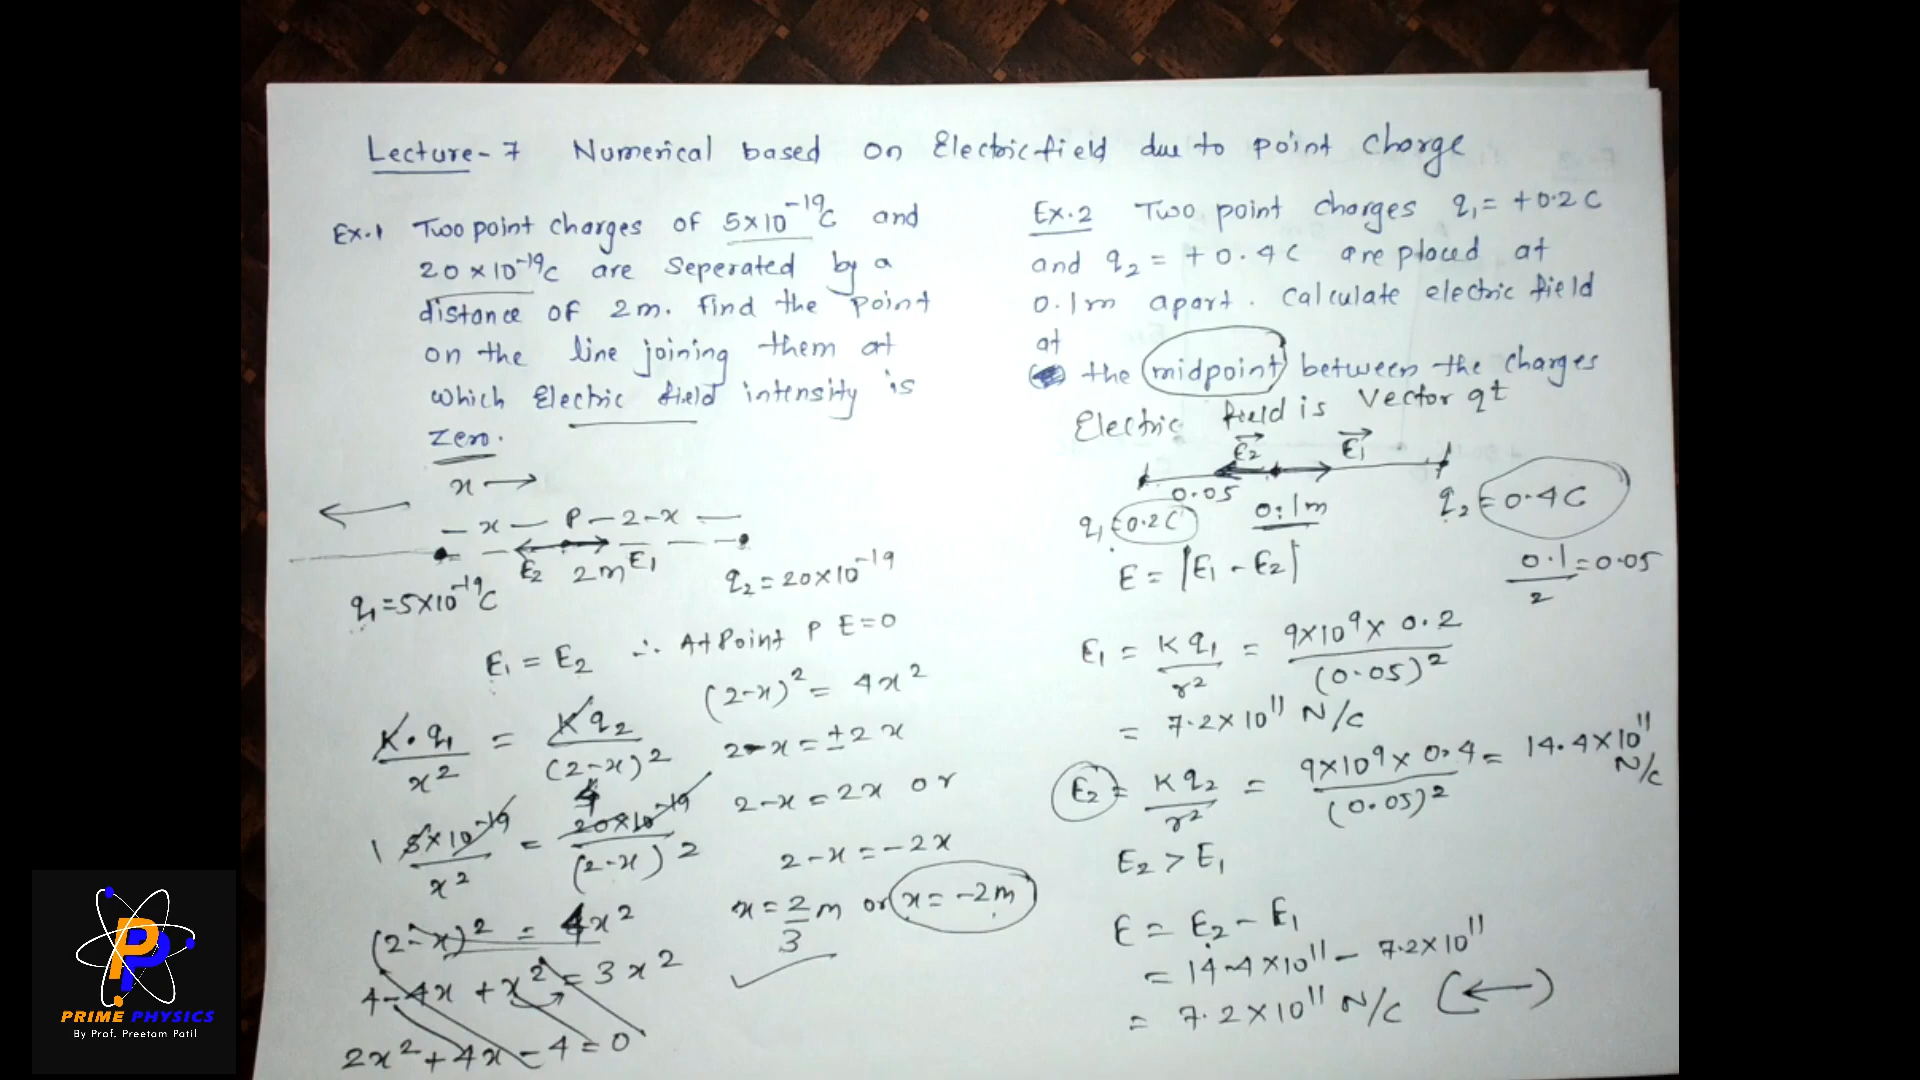 Lecture-7 Numerical based on Electric field due to point charge
Ex.1 Two point charges of 5×10⁻¹⁹C and
20×10⁻¹⁹C are seperated by a
distance of 2m. Find the point
on the line joining them at
which Electric field intensity is
zero.
x →
←
– x – P – 2-x –
E₂ 2m E₁
q₁ = 5×10⁻¹⁹C
q₂ = 20×10⁻¹⁹
E₁ = E₂ ∴ At Point P E=0
K·q₁/x² = Kq₂/(2-x)²
1 5×10⁻¹⁹/x² = 4 20×10⁻¹⁹/(2-x)²
(2-x)² = 4x²
4-4x+x² = 3x²
2x²+4x-4=0
(2-x)² = 4x²
2-x = ±2x
2-x = 2x or
2-x = -2x
x = 2/3 m or x = -2m
Ex.2 Two point charges q₁ = +0.2C
and q₂ = +0.4C are placed at
0.1m apart. Calculate electric field
at
the midpoint between the charges
Electric field is Vector qt
E₂ E₁
0.05
q₁ = 0.2C 0.1m q₂ = 0.4C
E = |E₁ - E₂|
0.1/2 = 0.05
E₁ = Kq₁/r² = 9×10⁹×0.2/(0.05)²
= 7.2×10¹¹ N/C
E₂ = Kq₂/r² = 9×10⁹×0.4/(0.05)² = 14.4×10¹¹ N/C
E₂ > E₁
E = E₂ - E₁
= 14.4×10¹¹ - 7.2×10¹¹
= 7.2×10¹¹ N/C (←)
PRIME PHYSICS
By Prof. Preetam Patil